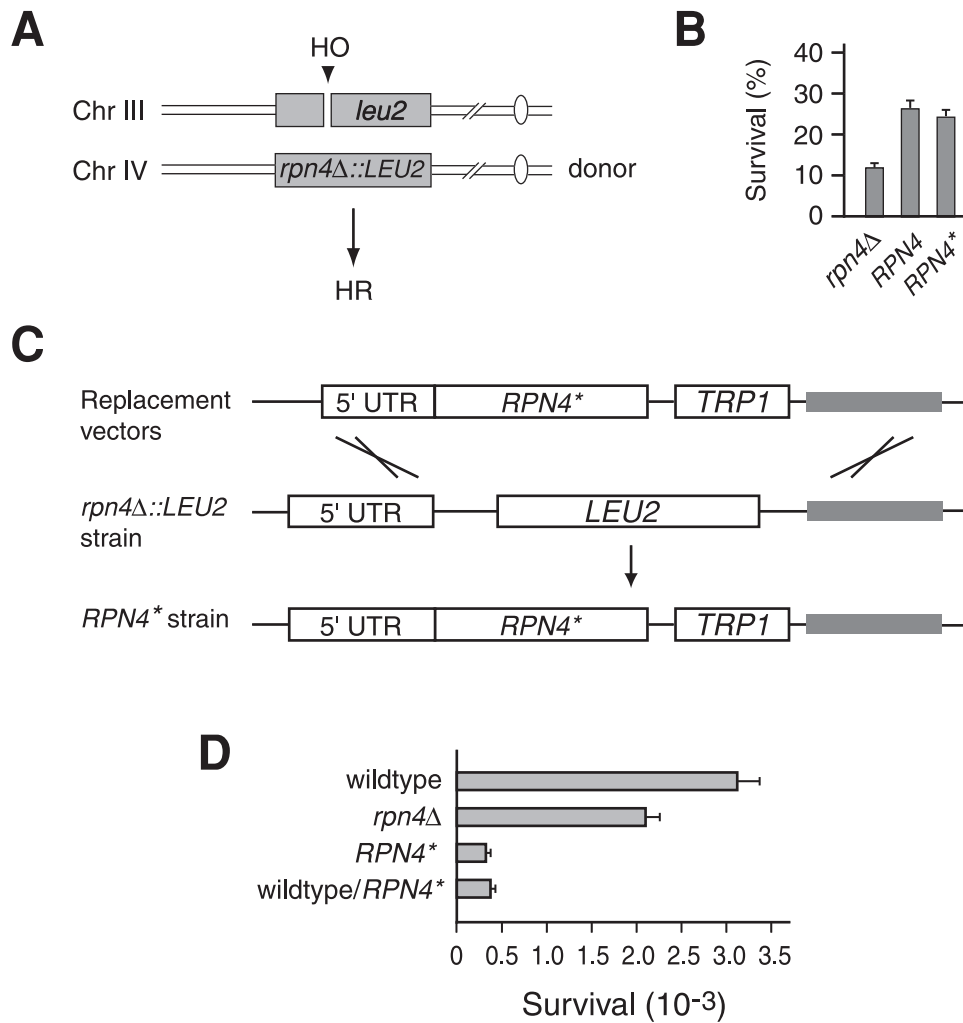 A
HO
Chr III
leu2
Chr IV
rpn4Δ::LEU2
donor
HR
B
Survival (%)
40
30
20
10
0
rpn4Δ
RPN4
RPN4*
C
Replacement
vectors
5' UTR
RPN4*
TRP1
rpn4Δ::LEU2
strain
5' UTR
LEU2
RPN4* strain
5' UTR
RPN4*
TRP1
D
wildtype
rpn4Δ
RPN4*
wildtype/RPN4*
0 0.5 1.0 1.5 2.0 2.5 3.0 3.5
Survival (10-3)